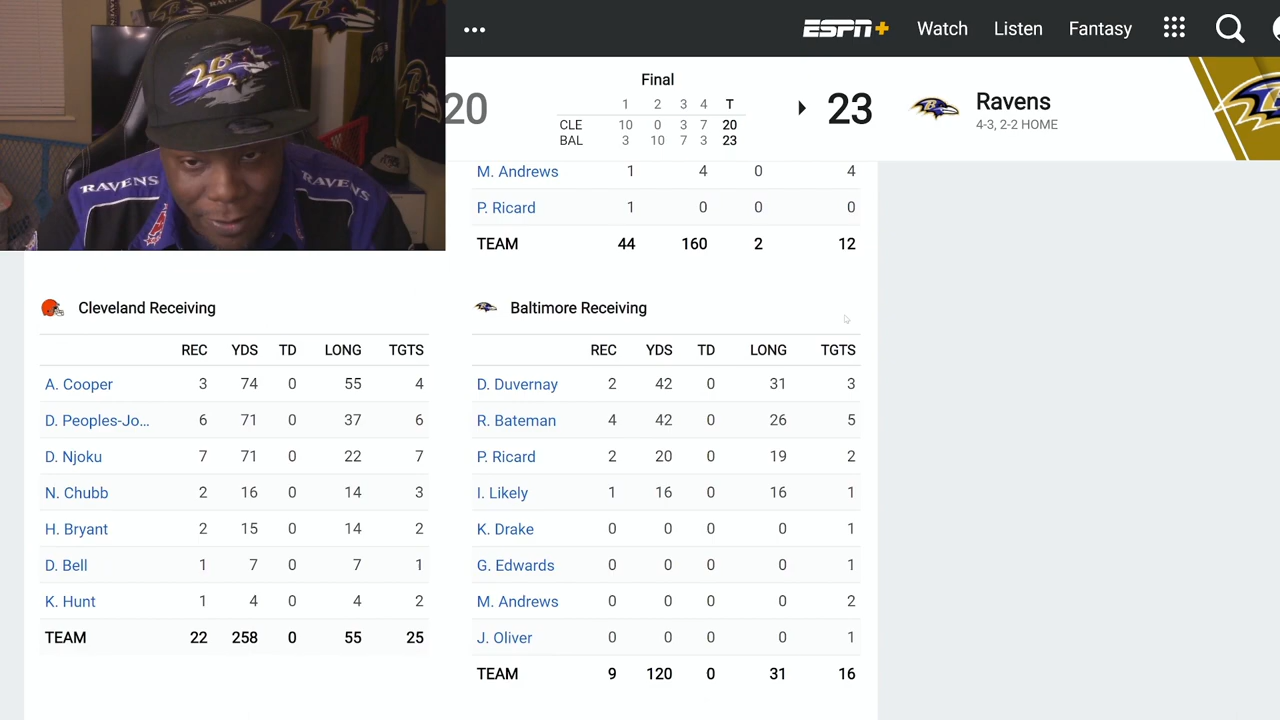 ... ESPN+ Watch Listen Fantasy
20 Final 23 Ravens
4-3, 2-2 HOME
1 2 3 4 T
CLE 10 0 3 7 20
BAL 3 10 7 3 23
RAVENS RAVENS
M. Andrews 1 4 0 4
P. Ricard 1 0 0 0
TEAM 44 160 2 12
Cleveland Receiving
REC YDS TD LONG TGTS
A. Cooper 3 74 0 55 4
D. Peoples-Jo... 6 71 0 37 6
D. Njoku 7 71 0 22 7
N. Chubb 2 16 0 14 3
H. Bryant 2 15 0 14 2
D. Bell 1 7 0 7 1
K. Hunt 1 4 0 4 2
TEAM 22 258 0 55 25
Baltimore Receiving
REC YDS TD LONG TGTS
D. Duvernay 2 42 0 31 3
R. Bateman 4 42 0 26 5
P. Ricard 2 20 0 19 2
I. Likely 1 16 0 16 1
K. Drake 0 0 0 0 1
G. Edwards 0 0 0 0 1
M. Andrews 0 0 0 0 2
J. Oliver 0 0 0 0 1
TEAM 9 120 0 31 16